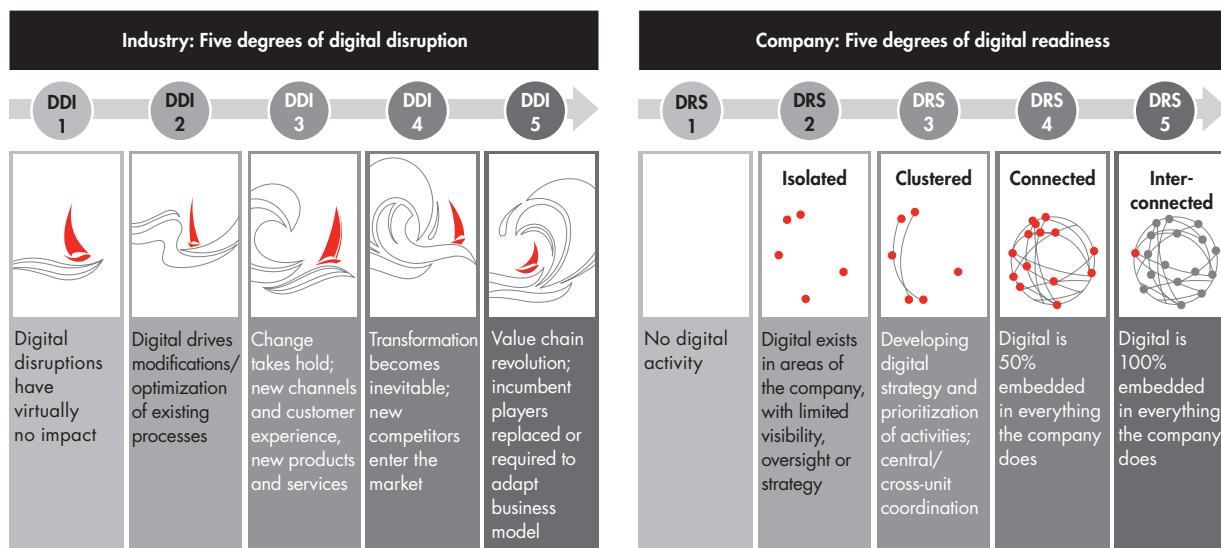 Industry: Five degrees of digital disruption
DDI
1
DDI
2
DDI
3
DDI
4
DDI
5
Digital
disruptions
have
virtually
no impact
Digital drives
modifications/
optimization
of existing
processes
Change
takes hold;
new channels
and customer
experience,
new products
and services
Transformation
becomes
inevitable;
new
competitors
enter the
market
Value chain
revolution;
incumbent
players
replaced or
required to
adapt
business
model
Company: Five degrees of digital readiness
DRS
1
DRS
2
DRS
3
DRS
4
DRS
5
No digital
activity
Isolated
Digital exists
in areas of
the company,
with limited
visibility,
oversight or
strategy
Clustered
Developing
digital
strategy and
prioritization
of activities;
central/
cross-unit
coordination
Connected
Digital is
50%
embedded
in everything
the company
does
Inter-
connected
Digital is
100%
embedded
in everything
the company
does